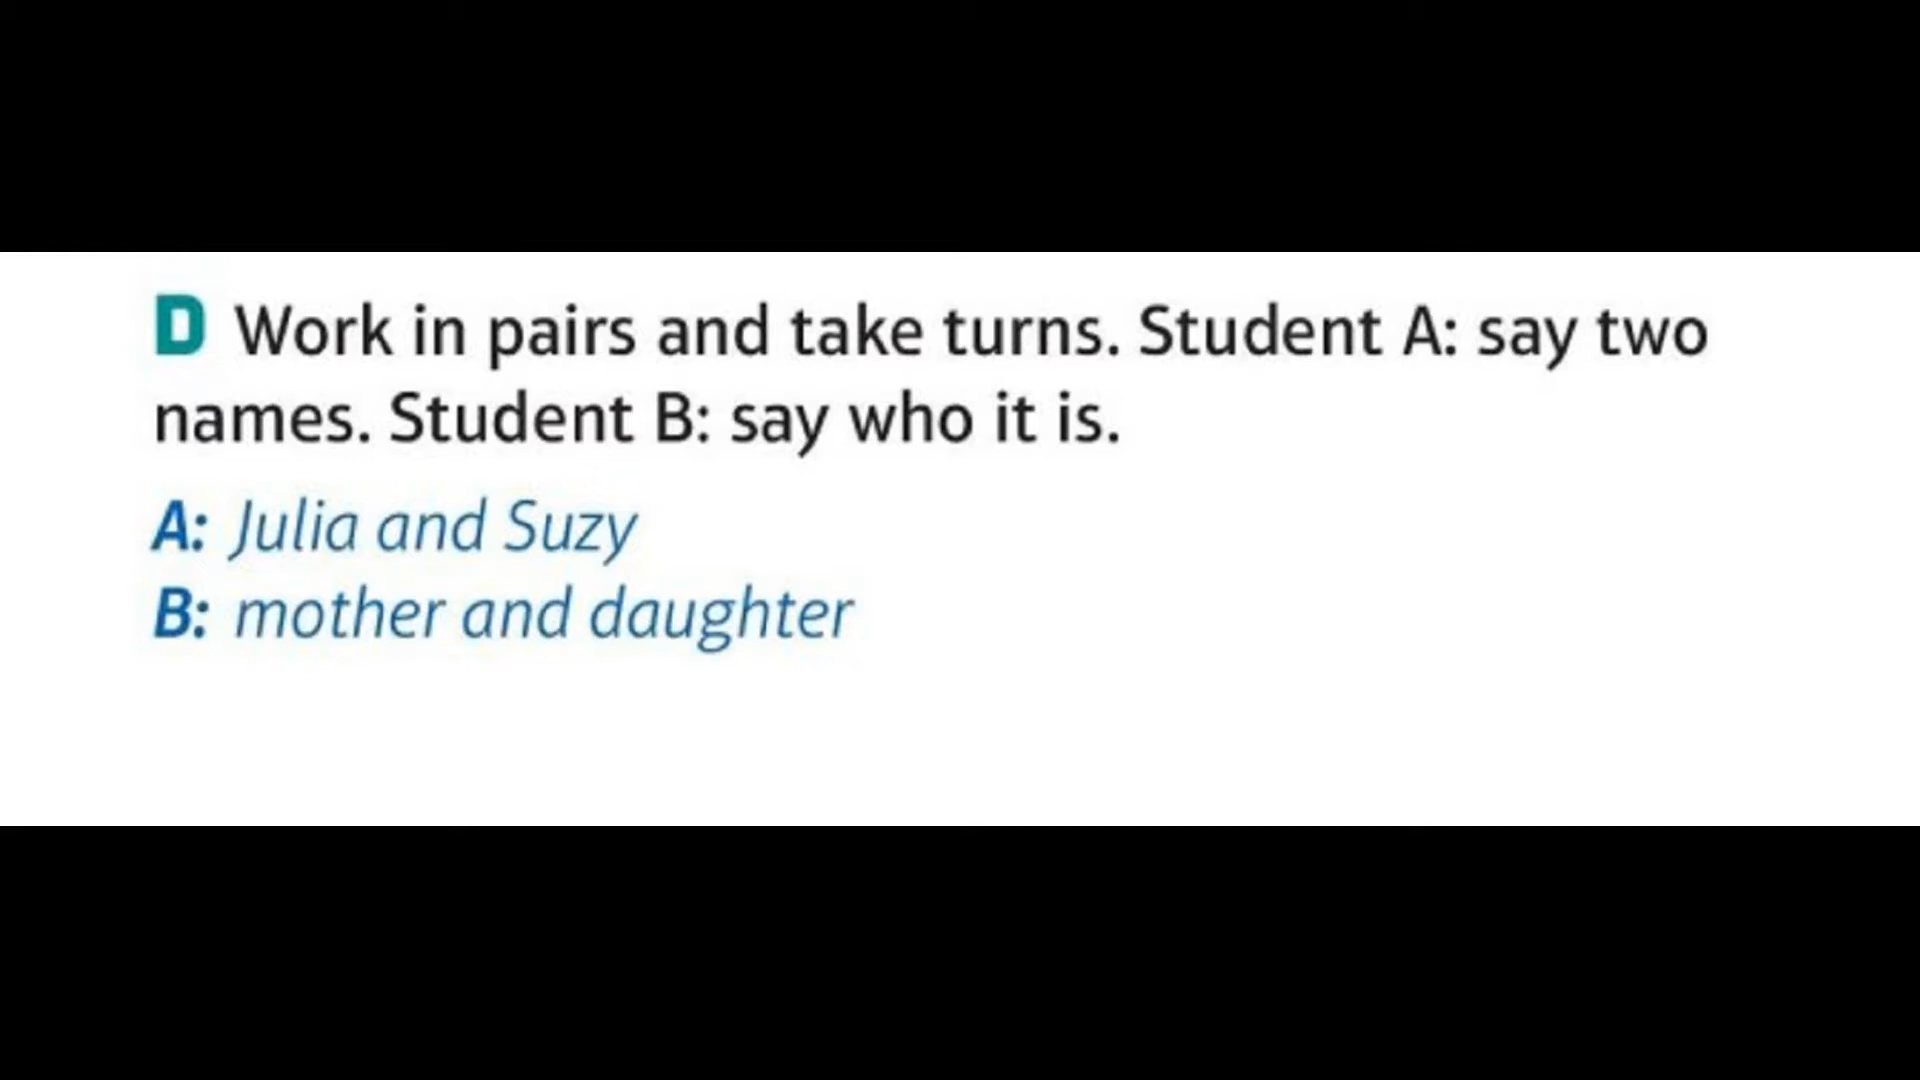 D Work in pairs and take turns. Student A: say two
names. Student B: say who it is.
A: Julia and Suzy
B: mother and daughter